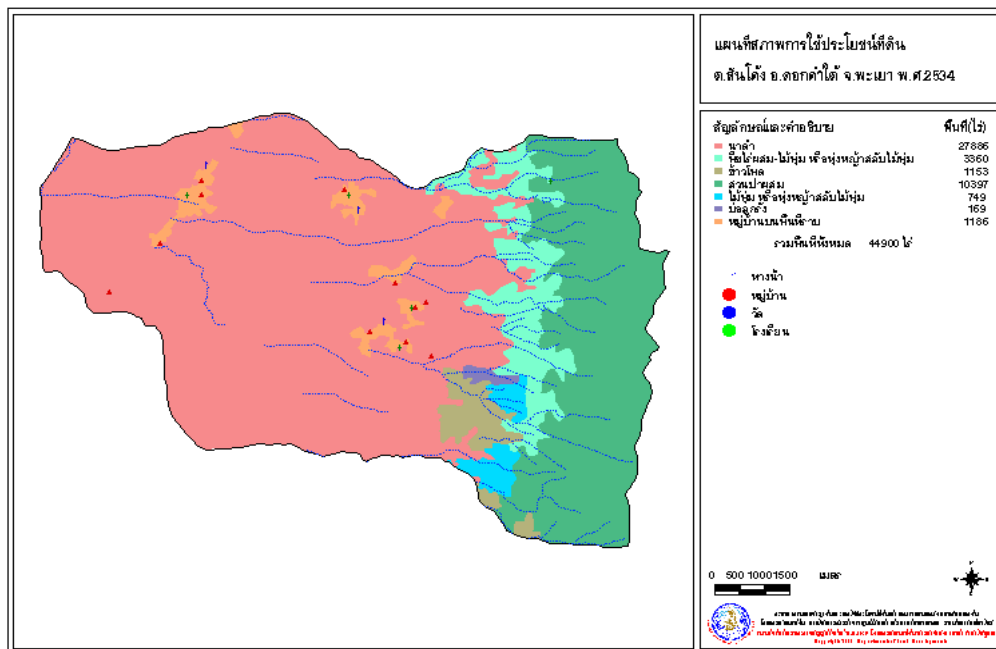 แผนที่สภาพการใช้ประโยชน์ที่ดิน
ต.สันโค้ง อ.ดอกคำใต้ จ.พะเยา พ.ศ.2534
สัญลักษณ์และคำอธิบาย พื้นที่(ไร่)
นาดำ 27886
พืชไร่ผสม-ไม้พุ่ม หรือทุ่งหญ้าสลับไม้พุ่ม 3360
ข้าวโพด 1153
สวนป่าผสม 10397
ไม้พุ่ม หรือทุ่งหญ้าสลับไม้พุ่ม 749
บ่อลูกรัง 169
หมู่บ้านบนพื้นที่ราบ 1186
รวมพื้นที่ทั้งหมด 44900 ไร่
ทางน้ำ
หมู่บ้าน
วัด
โรงเรียน
0 500 1000 1500 เมตร